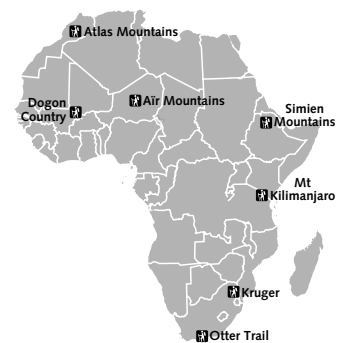 Atlas Mountains
Dogon
Country
Aïr Mountains
Simien
Mountains
Mt
Kilimanjaro
Kruger
Otter Trail